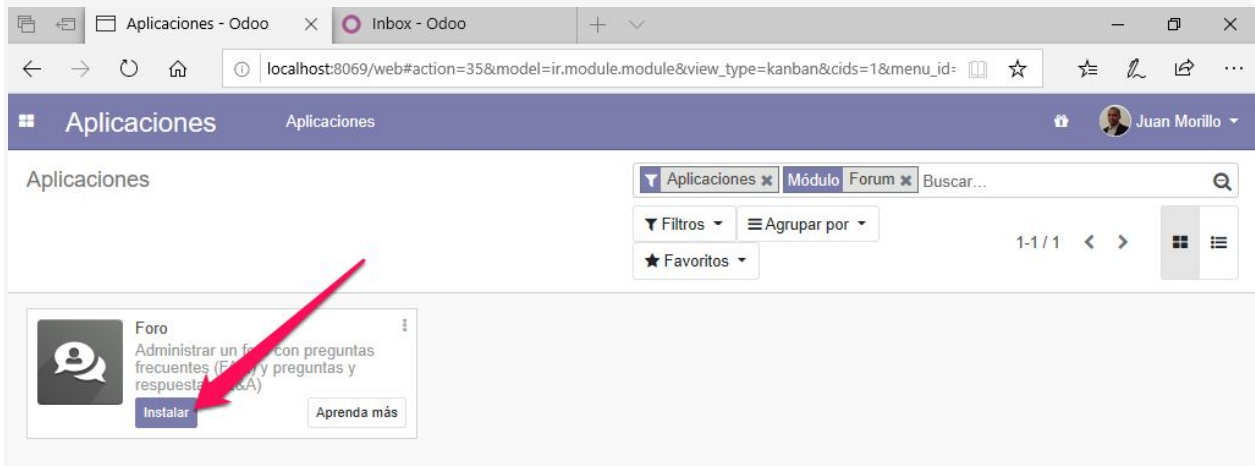 Aplicaciones - Odoo
Inbox - Odoo
localhost:8069/web#action=35&model=ir.module.module&view_type=kanban&cids=1&menu_id=
Aplicaciones
Aplicaciones
Juan Morillo
Aplicaciones
Aplicaciones
Módulo
Forum
Buscar...
Filtros
Agrupar por
Favoritos
1-1 / 1
Foro
Administrar un con preguntas
frecuentes y preguntas y
Instalar
Aprenda más